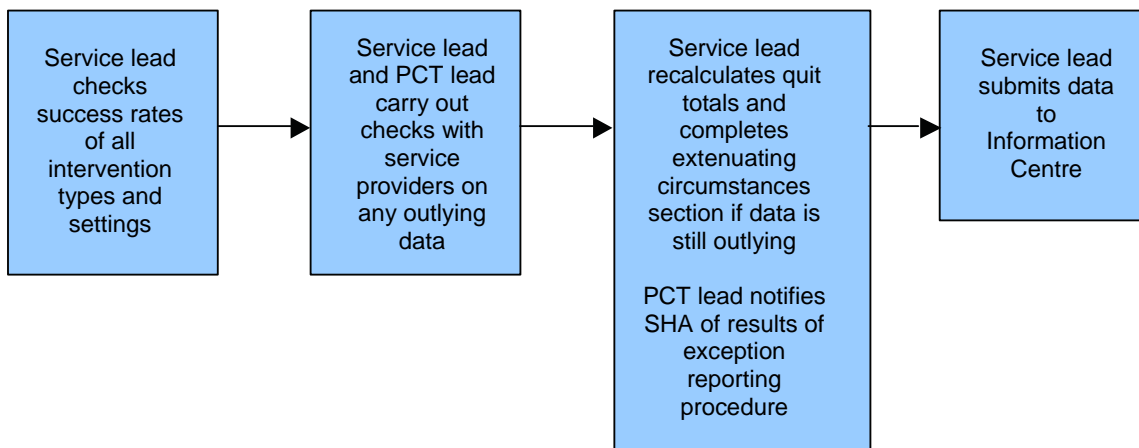 Service lead
checks
success rates
of all
intervention
types and
settings
Service lead
and PCT lead
carry out
checks with
service
providers on
any outlying
data
Service lead
recalculates quit
totals and
completes
extenuating
circumstances
section if data is
still outlying
PCT lead notifies
SHA of results of
exception
reporting
procedure
Service lead
submits data
to
Information
Centre